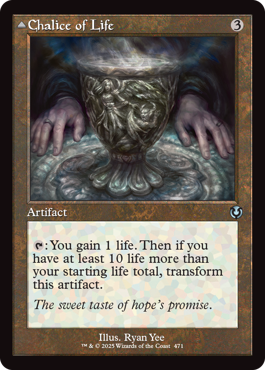 Chalice of Life 3
Artifact
: You gain 1 life. Then if you
have at least 10 life more than
your starting life total, transform
this artifact.
The sweet taste of hope's promise.
Illus. Ryan Yee
™ & © 2025 Wizards of the Coast 471